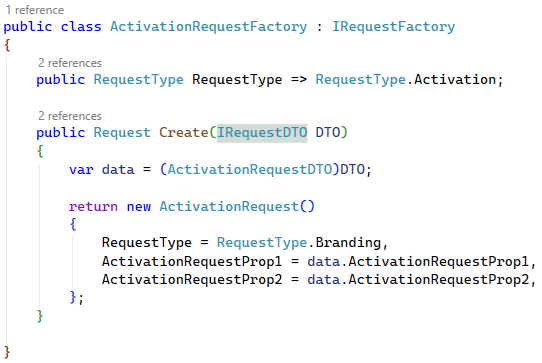 1 reference
public class ActivationRequestFactory : IRequestFactory
{
2 references
public RequestType RequestType => RequestType.Activation;
2 references
public Request Create(IRequestDTO DTO)
{
var data = (ActivationRequestDTO)DTO;
return new ActivationRequest()
{
RequestType = RequestType.Branding,
ActivationRequestProp1 = data.ActivationRequestProp1,
ActivationRequestProp2 = data.ActivationRequestProp2,
};
}
}